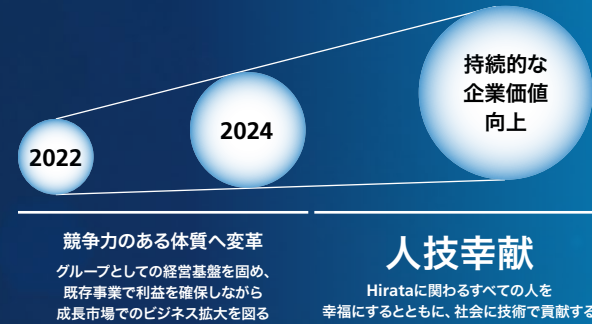 持続的な
企業価値
向上
2024
2022
競争力のある体質へ変革
グループとしての経営基盤を固め、
既存事業で利益を確保しながら
成長市場でのビジネス拡大を図る
人技幸献
Hirataに関わるすべての人を
幸福にするとともに、社会に技術で貢献する